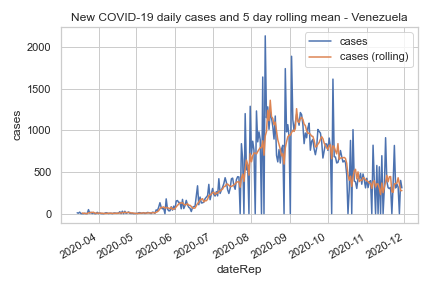 New COVID-19 daily cases and 5 day rolling mean - Venezuela
cases
cases (rolling)
2000
1500
1000
500
0
cases
2020-04
2020-05
2020-06
2020-07
2020-08
2020-09
2020-10
2020-11
2020-12
dateRep